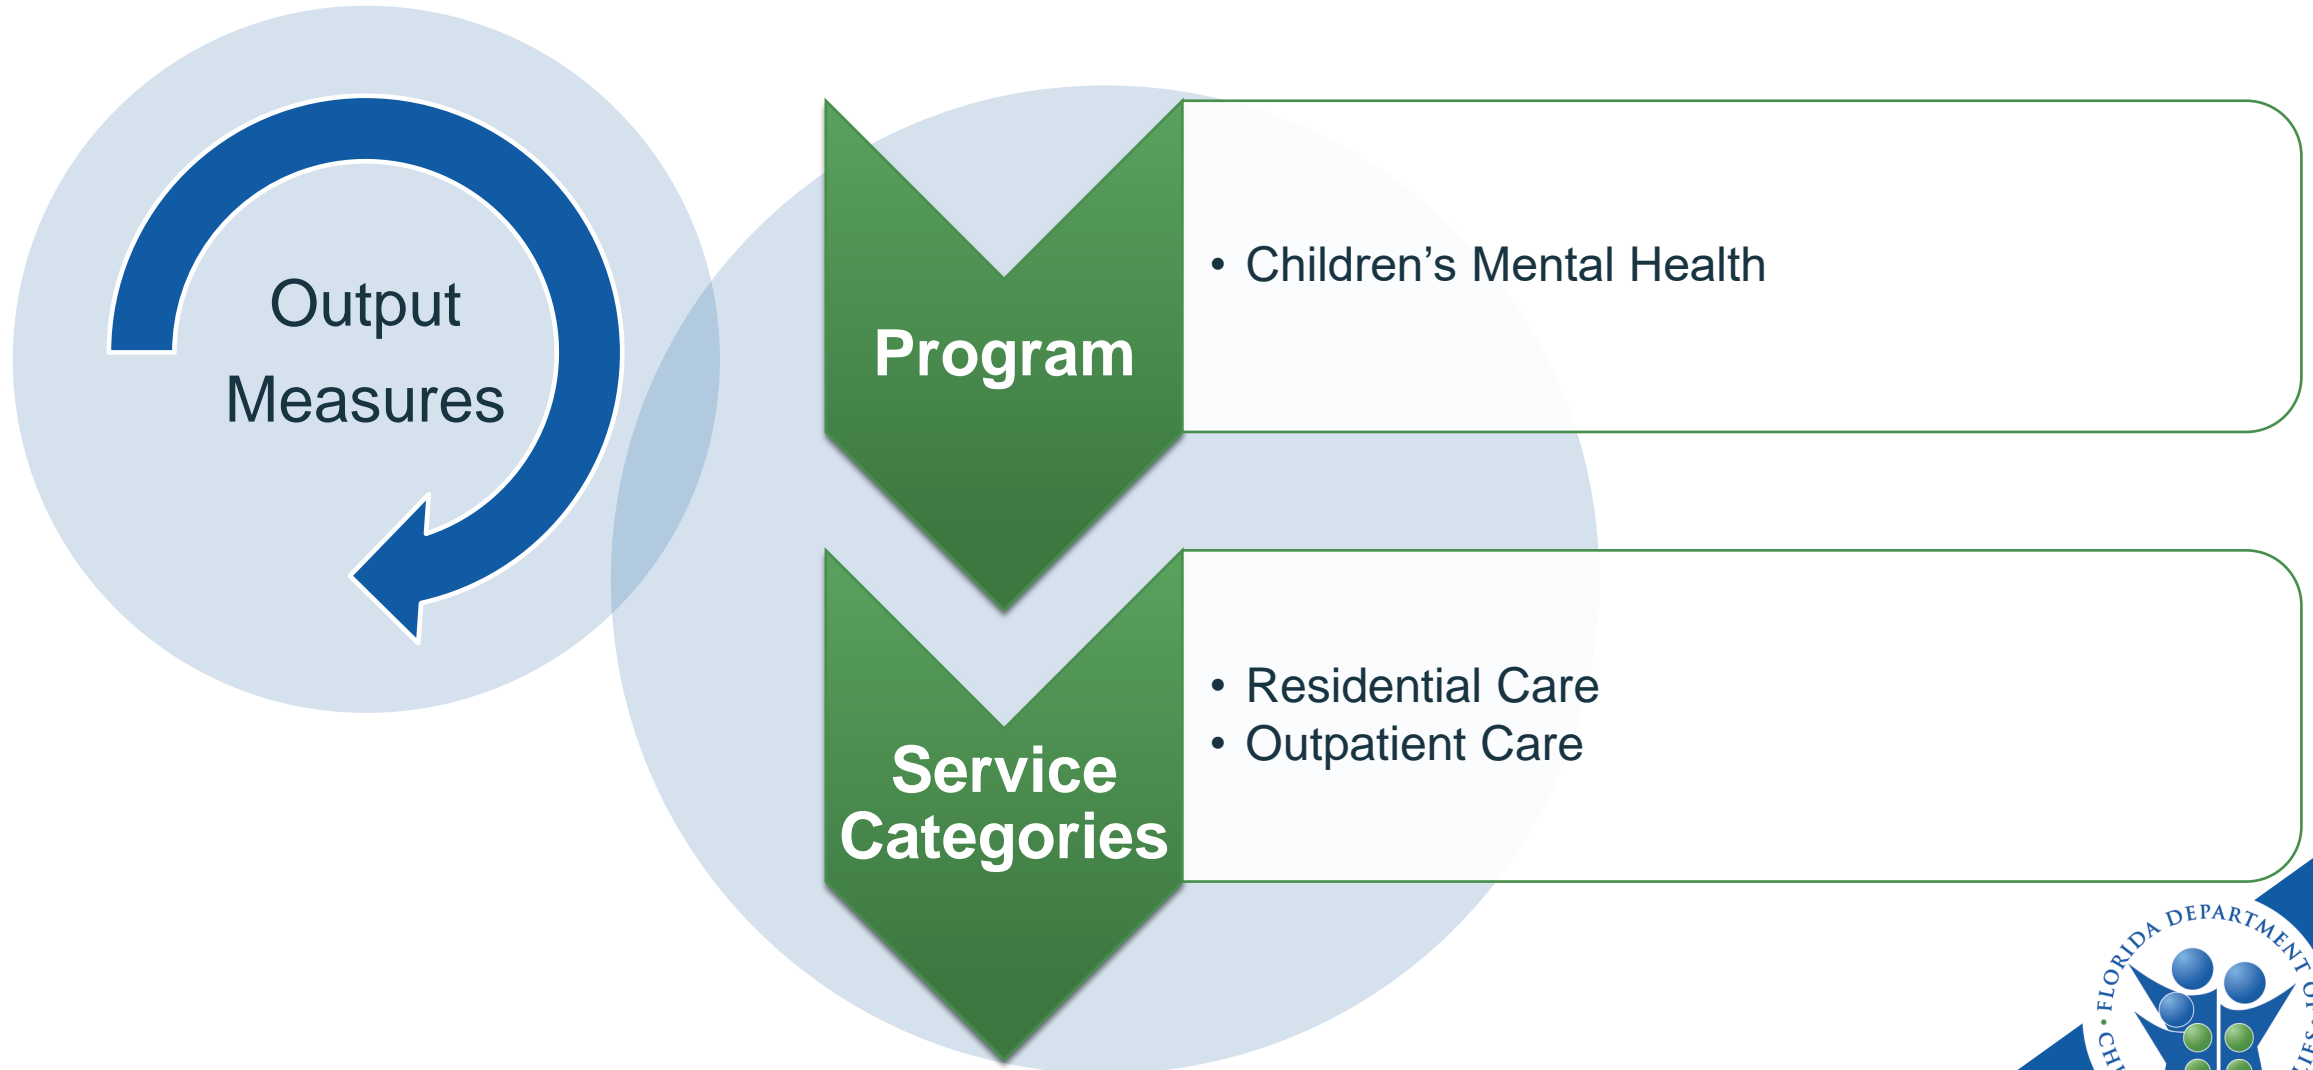 Output
Measures
Program
• Children’s Mental Health
Service
Categories
• Residential Care
• Outpatient Care
• FLORIDA DEPARTMENT